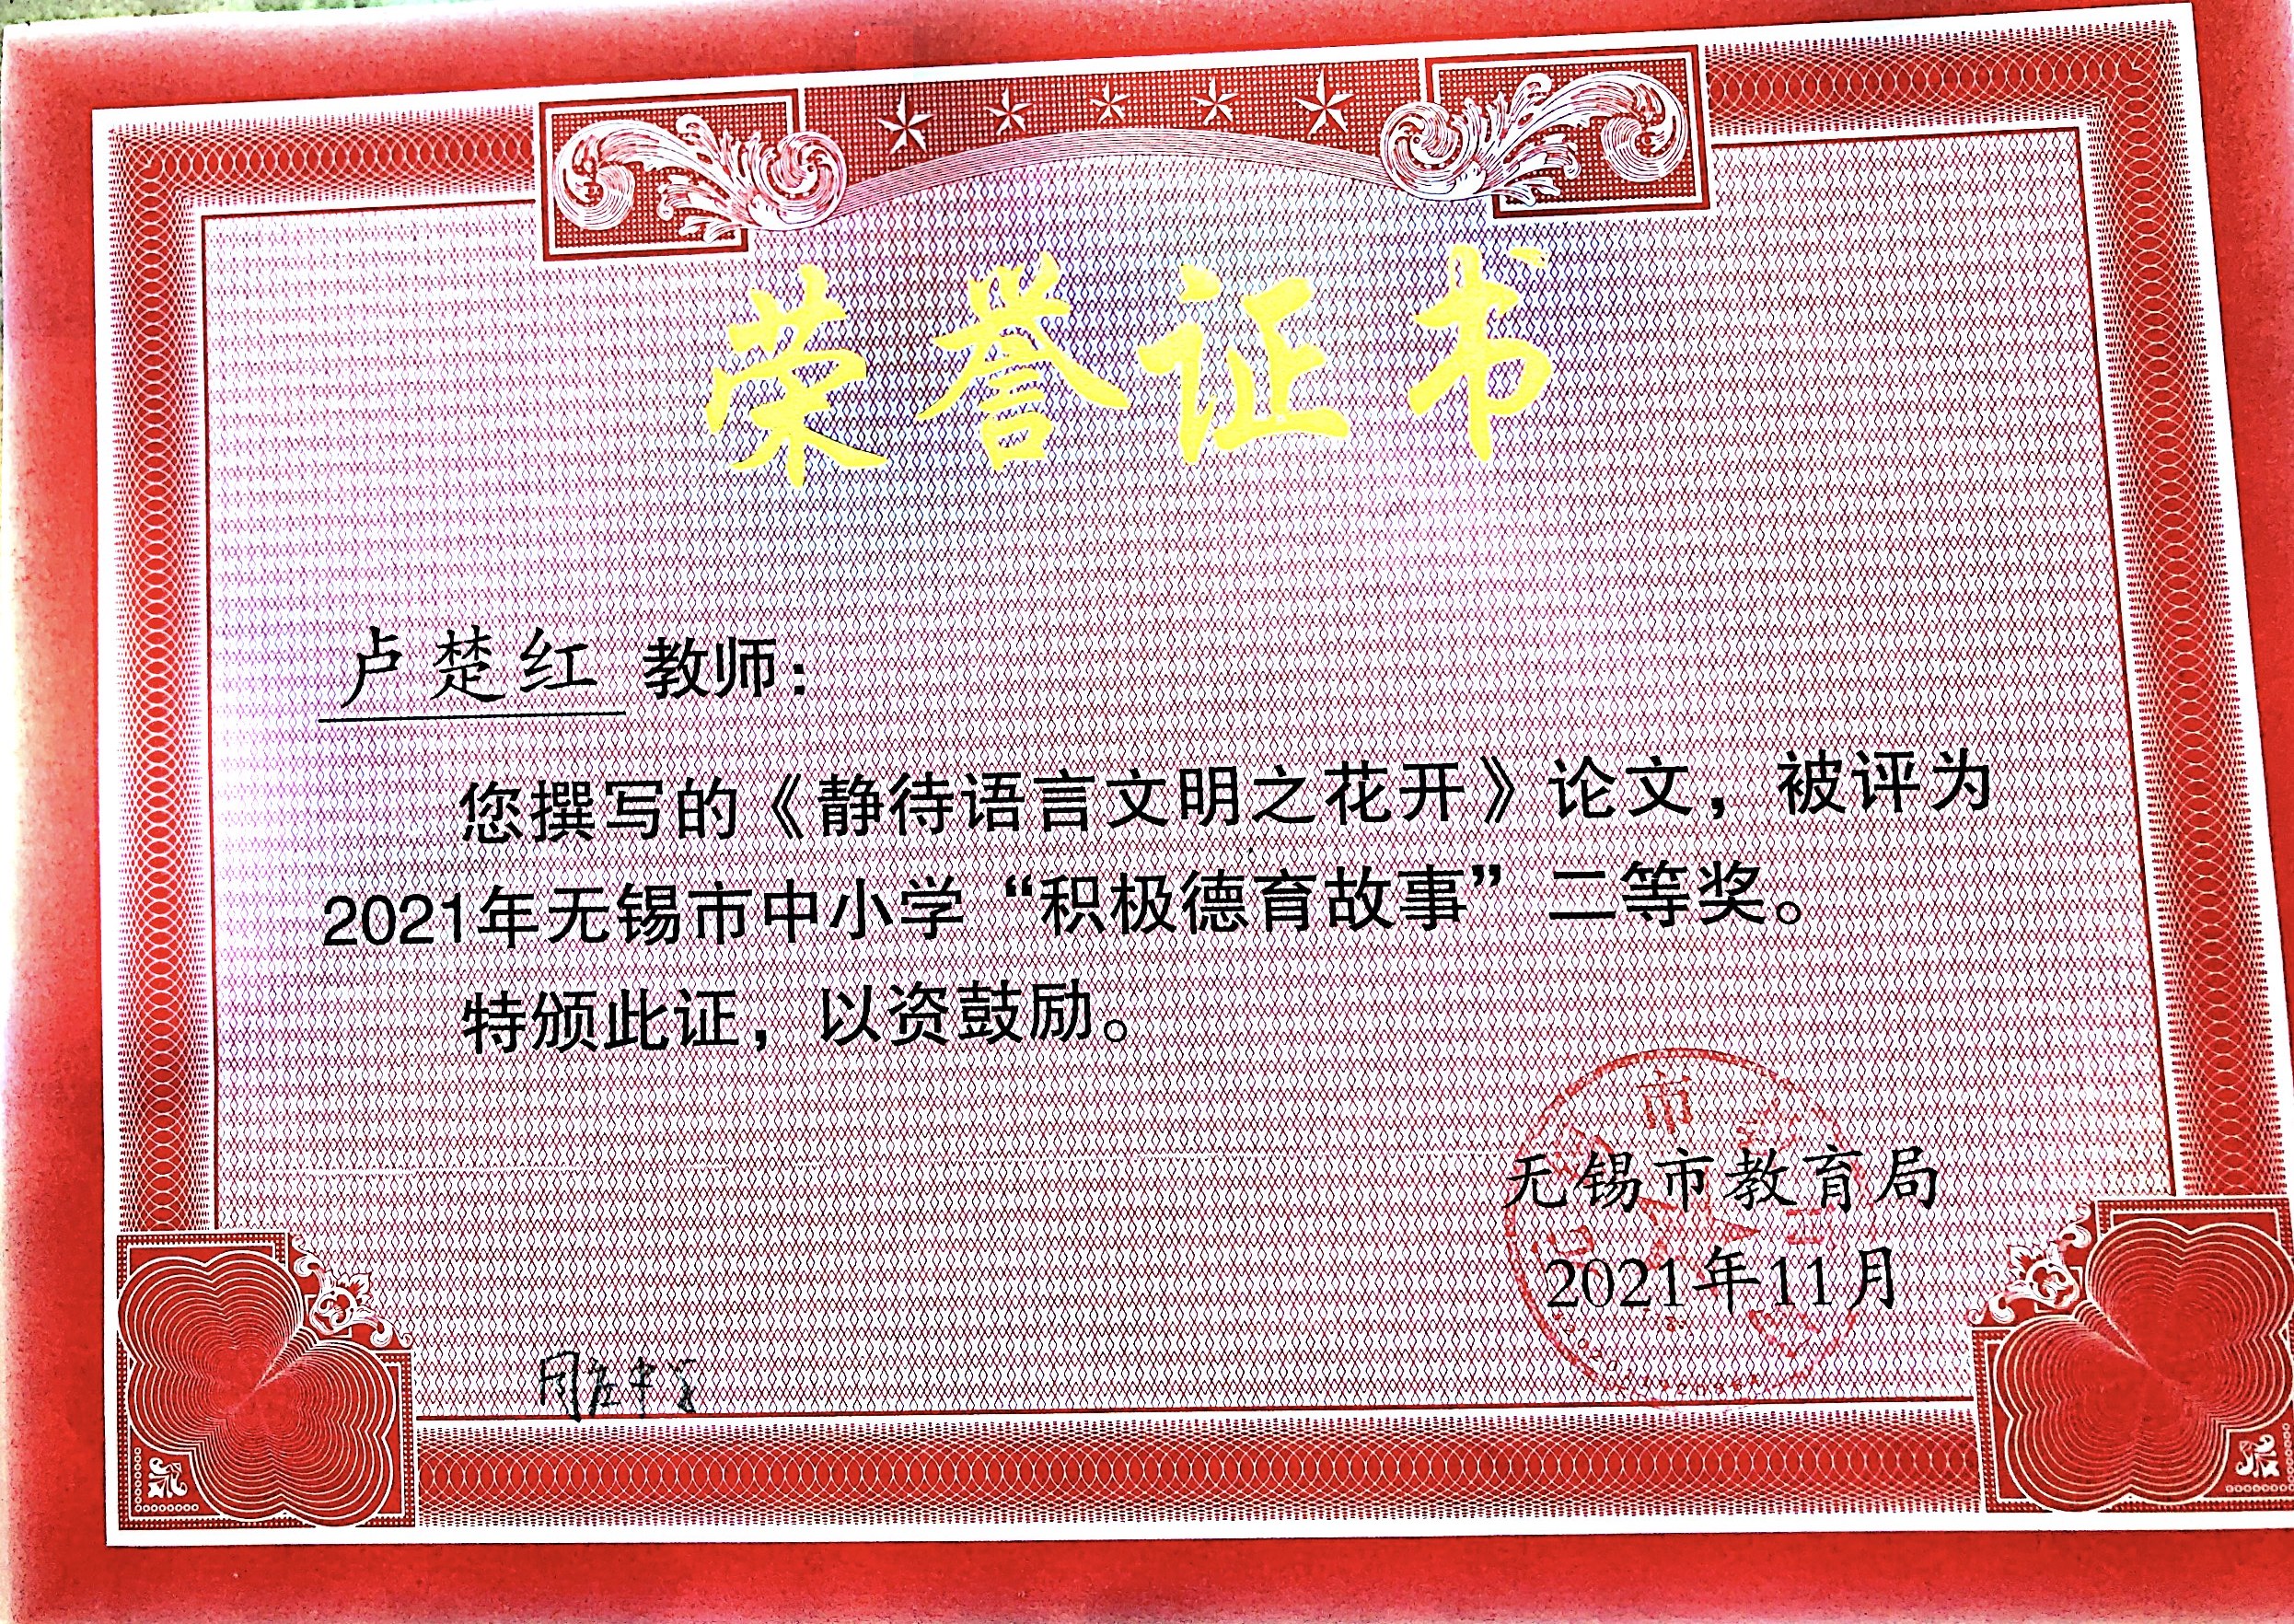 荣誉证书
卢楚红 教师：
您撰写的《静待语言文明之花开》论文，被评为
2021年无锡市中小学“积极德育故事”二等奖。
特颁此证，以资鼓励。
无锡市教育局
2021年11月